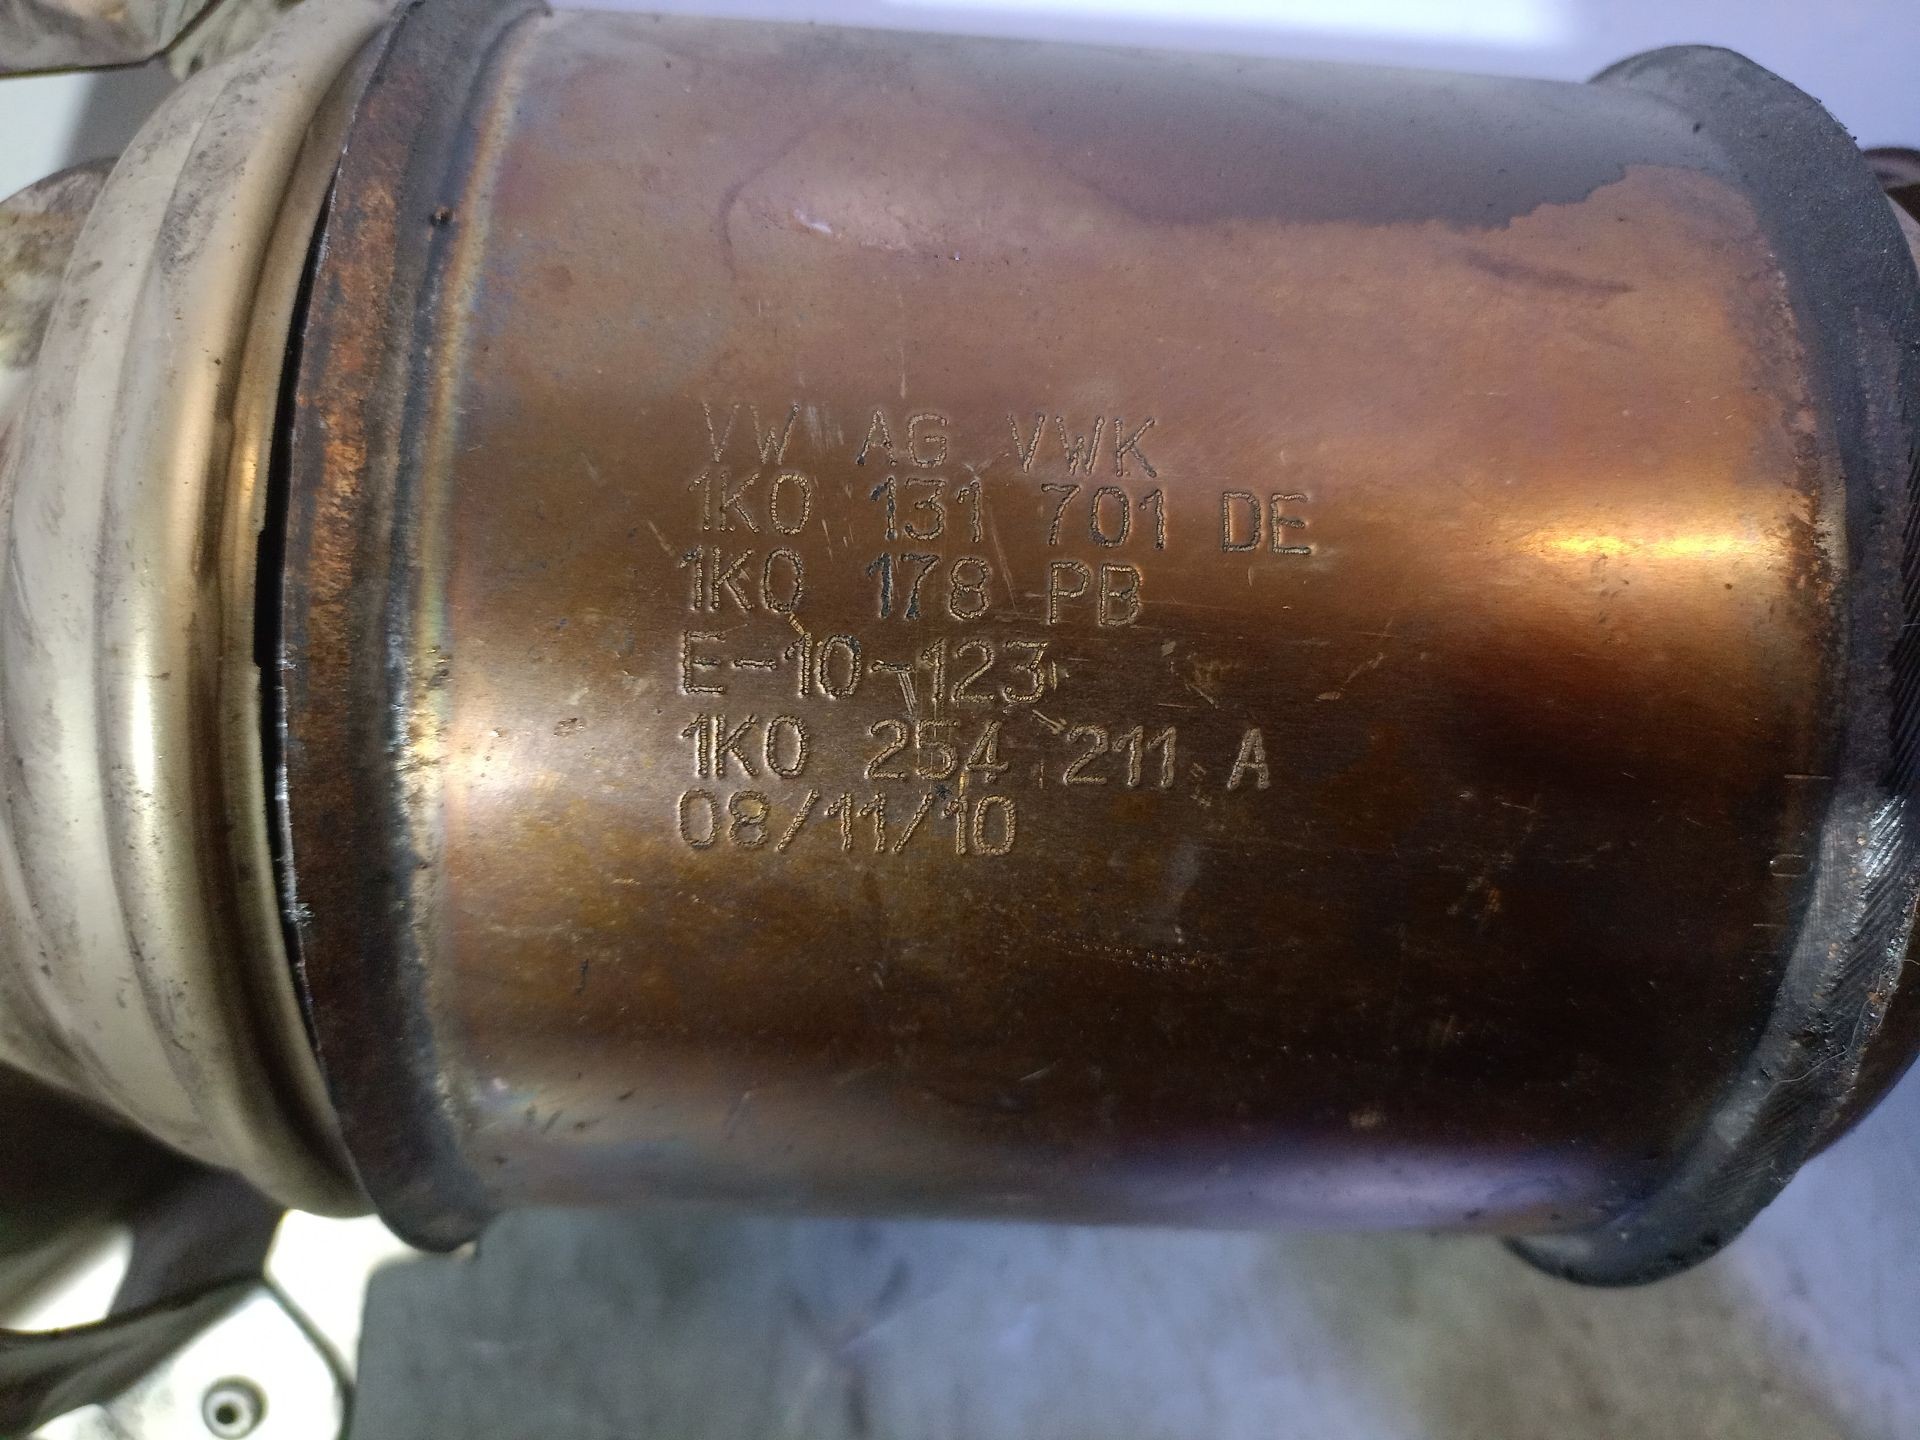 VW AG VWK
1K0 131 701 DE
1K0 178 PB
E-10-123
1K0 254 211 A
08/11/10